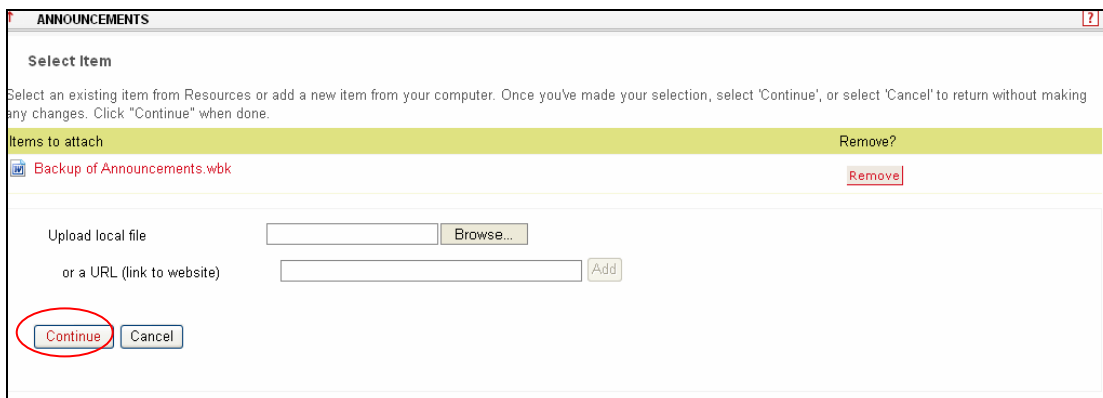 ANNOUNCEMENTS ?
Select Item
Select an existing item from Resources or add a new item from your computer. Once you've made your selection, select 'Continue', or select 'Cancel' to return without making
any changes. Click "Continue" when done.
Items to attach Remove?
Backup of Announcements.wbk Remove
Upload local file Browse...
or a URL (link to website) Add
Continue Cancel